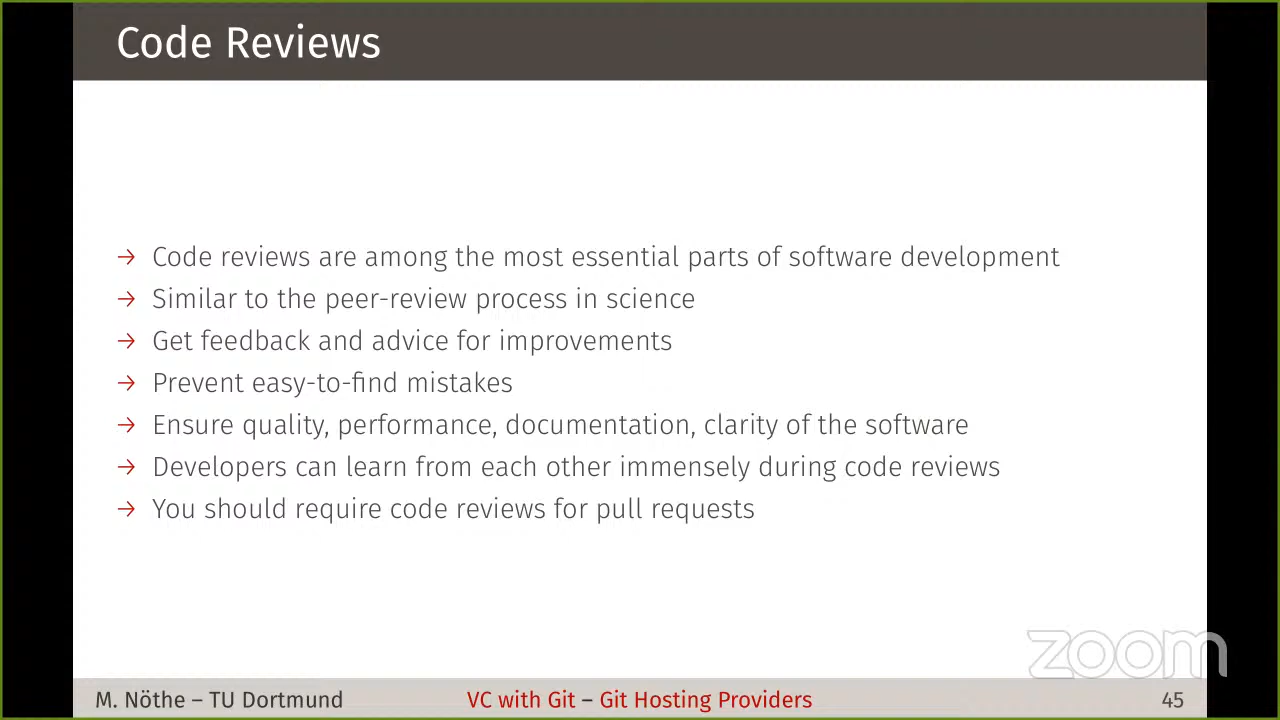 Code Reviews
→ Code reviews are among the most essential parts of software development
→ Similar to the peer-review process in science
→ Get feedback and advice for improvements
→ Prevent easy-to-find mistakes
→ Ensure quality, performance, documentation, clarity of the software
→ Developers can learn from each other immensely during code reviews
→ You should require code reviews for pull requests
zoom
M. Nöthe – TU Dortmund VC with Git – Git Hosting Providers 45